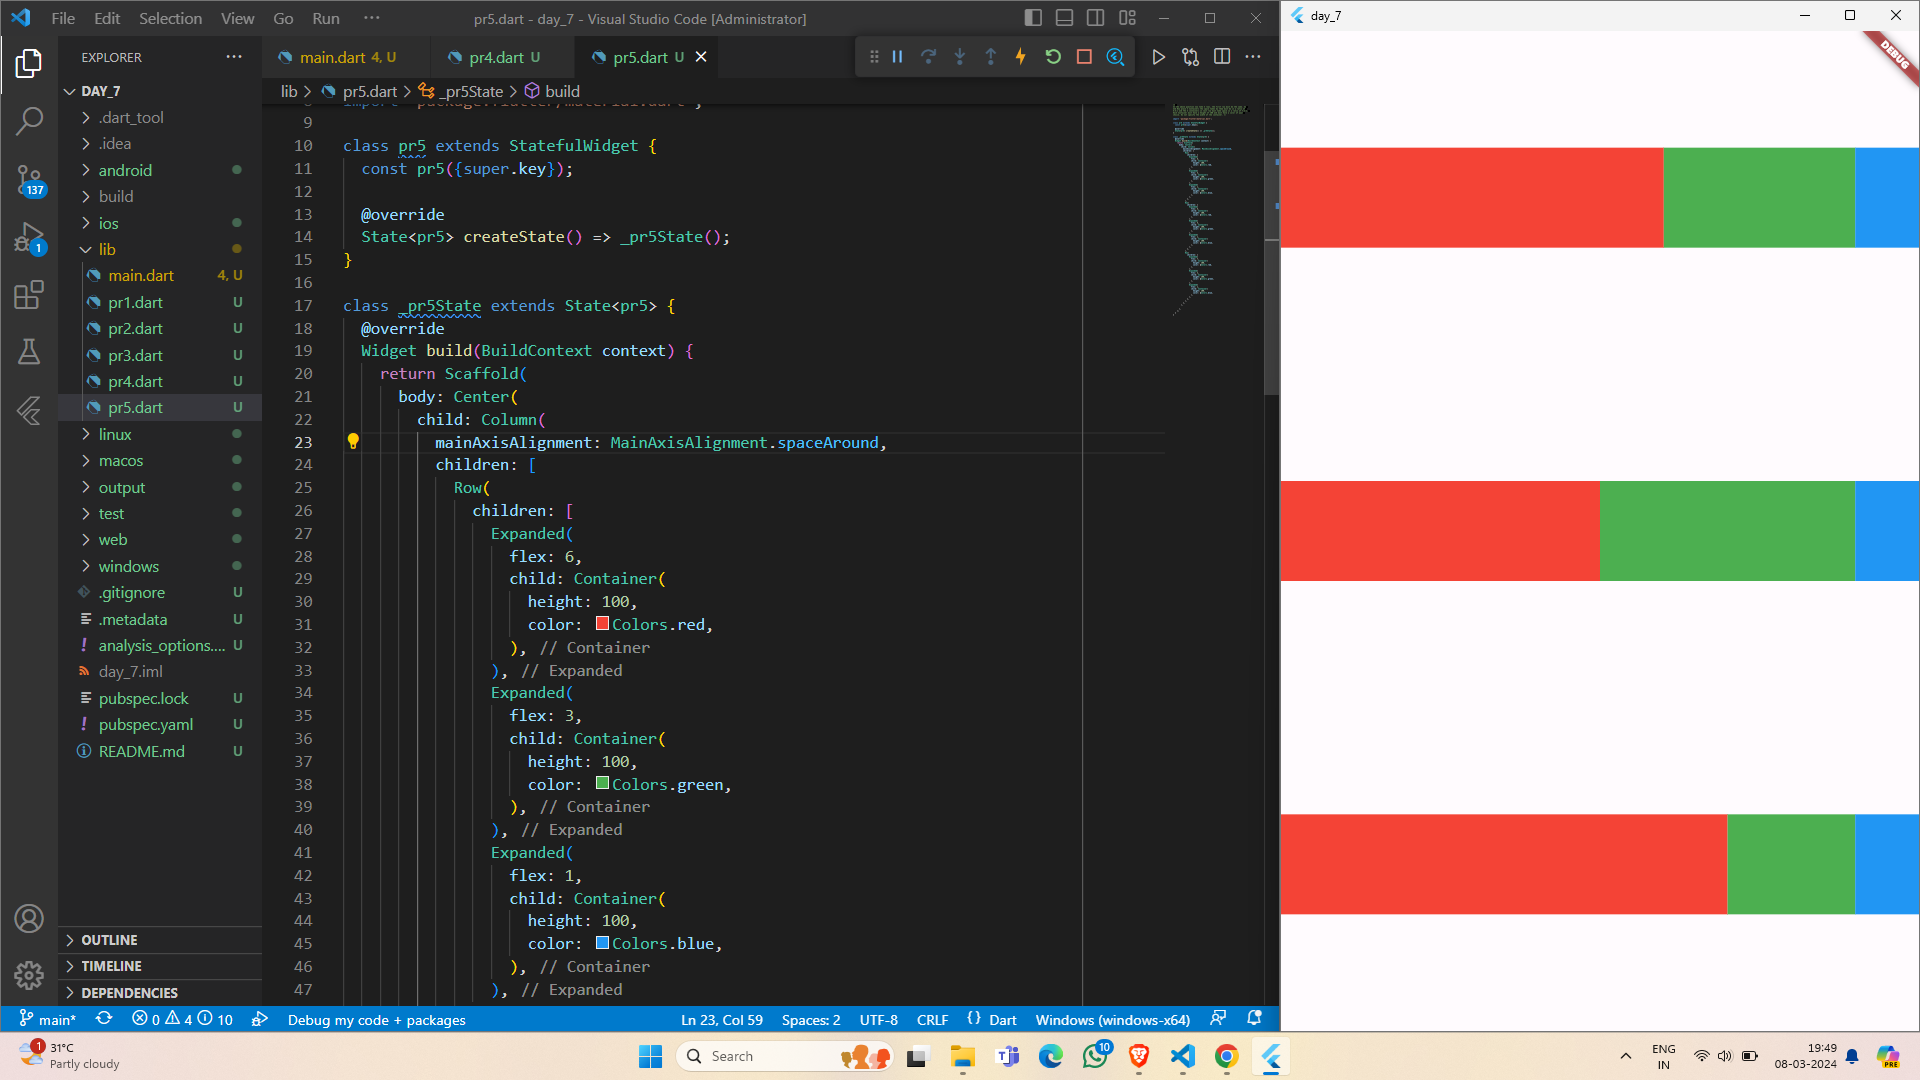 File Edit Selection View Go Run ··· pr5.dart - day_7 - Visual Studio Code [Administrator]
day_7
DEBUG
EXPLORER ···
main.dart 4, U pr4.dart U pr5.dart U
lib > pr5.dart > _pr5State > build
DAY_7
.dart_tool
.idea
android
build
ios
lib
main.dart 4, U
pr1.dart U
pr2.dart U
pr3.dart U
pr4.dart U
pr5.dart U
linux
macos
output
test
web
windows
.gitignore U
.metadata U
analysis_options.... U
day_7.iml
pubspec.lock U
pubspec.yaml U
README.md U
OUTLINE
TIMELINE
DEPENDENCIES
137
1
9
10 class pr5 extends StatefulWidget {
11 const pr5({super.key});
12
13 @override
14 State<pr5> createState() => _pr5State();
15 }
16
17 class _pr5State extends State<pr5> {
18 @override
19 Widget build(BuildContext context) {
20 return Scaffold(
21 body: Center(
22 child: Column(
23 mainAxisAlignment: MainAxisAlignment.spaceAround,
24 children: [
25 Row(
26 children: [
27 Expanded(
28 flex: 6,
29 child: Container(
30 height: 100,
31 color: Colors.red,
32 ), // Container
33 ), // Expanded
34 Expanded(
35 flex: 3,
36 child: Container(
37 height: 100,
38 color: Colors.green,
39 ), // Container
40 ), // Expanded
41 Expanded(
42 flex: 1,
43 child: Container(
44 height: 100,
45 color: Colors.blue,
46 ), // Container
47 ), // Expanded
main* 0 4 10 Debug my code + packages Ln 23, Col 59 Spaces: 2 UTF-8 CRLF {} Dart Windows (windows-x64)
1 31°C
Partly cloudy
Search
10
ENG
IN
19:49
08-03-2024
PRE